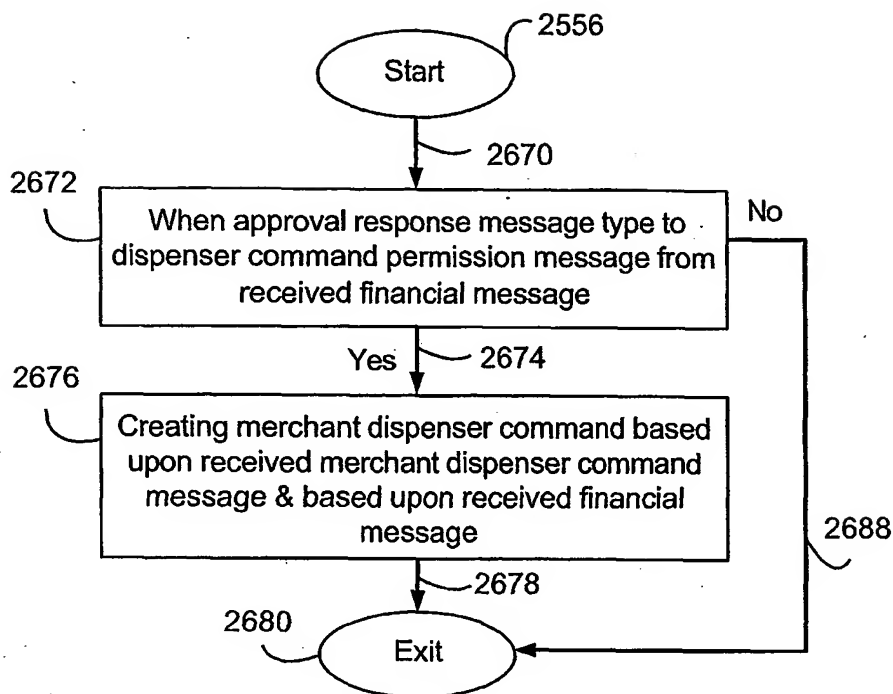 2556
Start
2670
2672
When approval response message type to
dispenser command permission message from
received financial message
No
Yes
2674
2676
Creating merchant dispenser command based
upon received merchant dispenser command
message & based upon received financial
message
2688
2678
2680
Exit